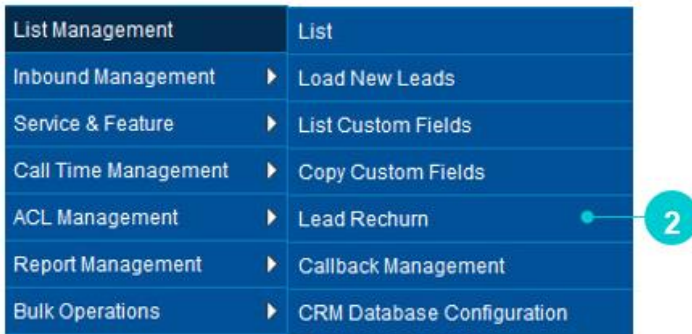 List Management
Inbound Management
Service & Feature
Call Time Management
ACL Management
Report Management
Bulk Operations
List
Load New Leads
List Custom Fields
Copy Custom Fields
Lead Rechurn
2
Callback Management
CRM Database Configuration